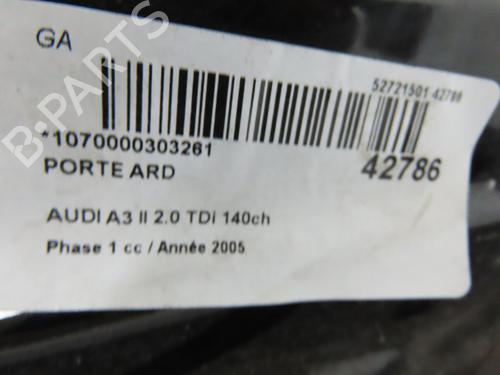 GA
52721501 42786
*1070000303261
42786
PORTE ARD
AUDI A3 II 2.0 TDi 140ch
Phase 1 cc / Année 2005
B-PARTS